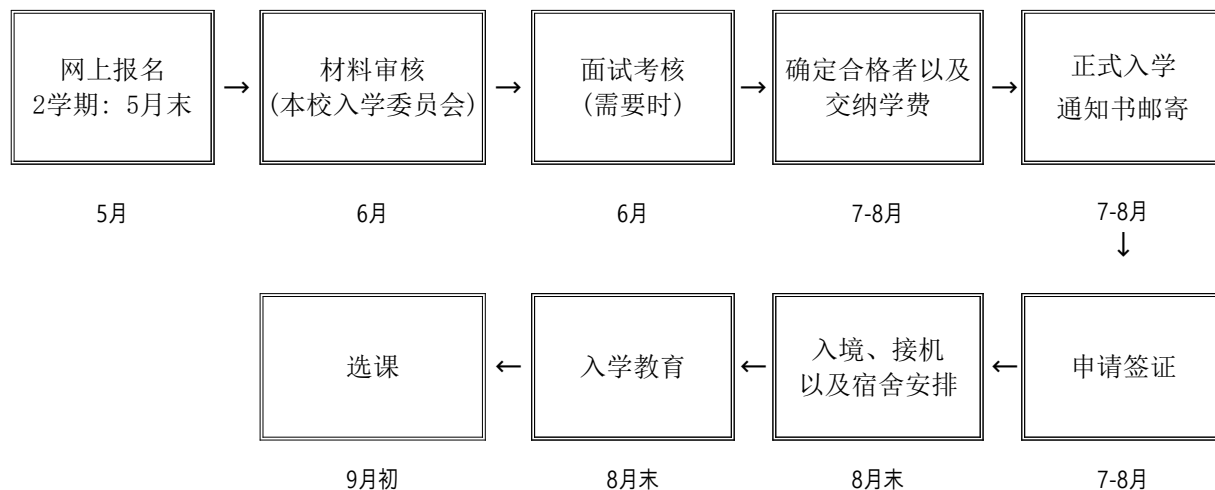 网上报名
2学期: 5月末
→
材料审核
(本校入学委员会)
→
面试考核
(需要时)
→
确定合格者以及
交纳学费
→
正式入学
通知书邮寄
5月
6月
6月
7-8月
7-8月
↓
选课
←
入学教育
←
入境、接机
以及宿舍安排
←
申请签证
9月初
8月末
8月末
7-8月